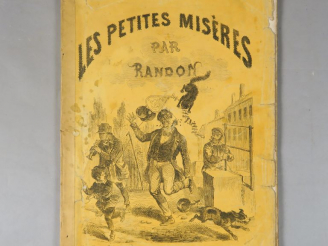 LES PETITES MISÈRES
PAR
RANDON